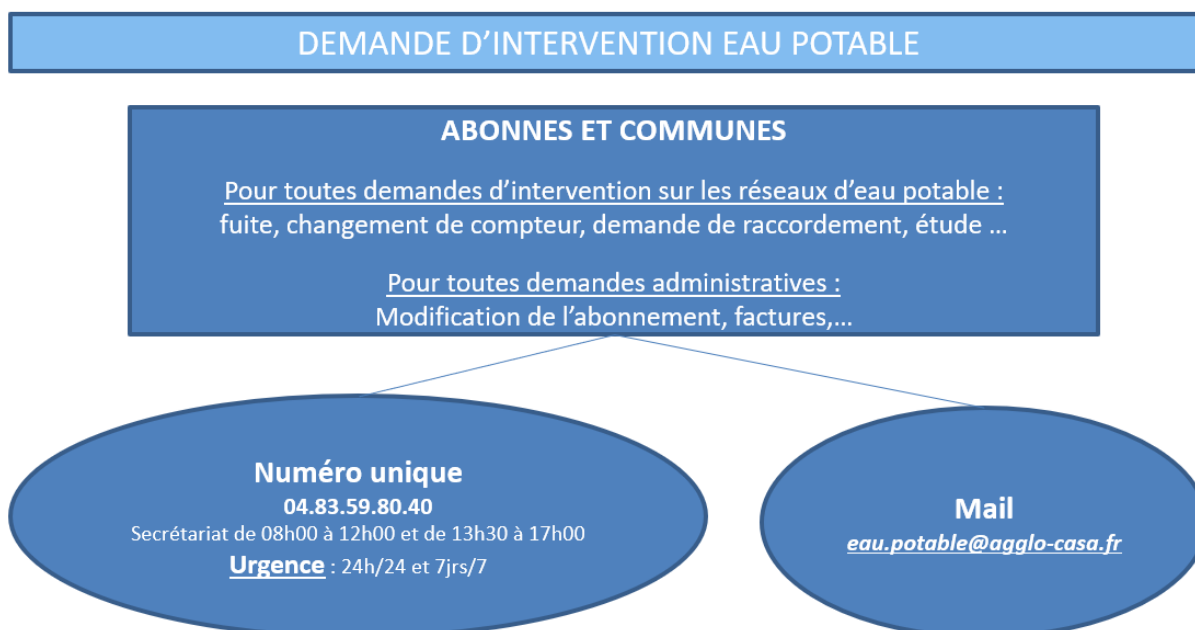 DEMANDE D’INTERVENTION EAU POTABLE
ABONNES ET COMMUNES
Pour toutes demandes d’intervention sur les réseaux d’eau potable :
fuite, changement de compteur, demande de raccordement, étude …
Pour toutes demandes administratives :
Modification de l’abonnement, factures,…
Numéro unique
04.83.59.80.40
Secrétariat de 08h00 à 12h00 et de 13h30 à 17h00
Urgence : 24h/24 et 7jrs/7
Mail
eau.potable@agglo-casa.fr